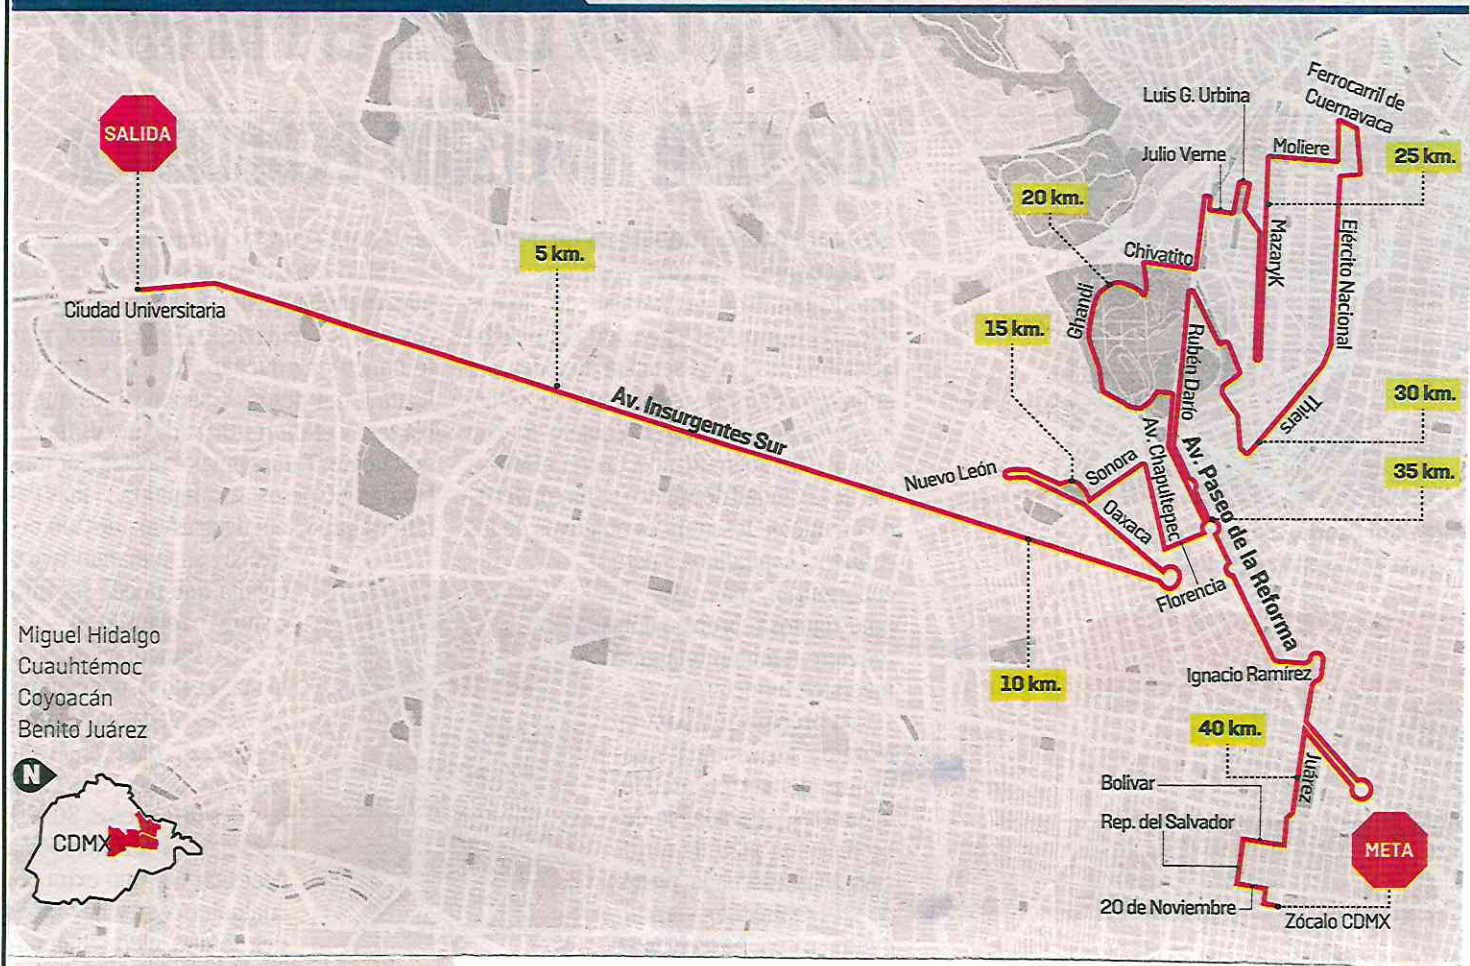 SALIDA
Ciudad Universitaria
5 km.
Av. Insurgentes Sur
10 km.
Nuevo León
15 km.
Sonora
Oaxaca
Av. Chapultepec
Florencia
20 km.
Ghandi
Chivatito
Julio Verne
Luis G. Urbina
Rubén Darío
Mazaryk
Moliere
Ferrocarril de
Cuernavaca
25 km.
Ejército Nacional
Thiers
30 km.
35 km.
Av. Paseo de la Reforma
Ignacio Ramírez
40 km.
Juárez
Bolivar
Rep. del Salvador
20 de Noviembre
Zócalo CDMX
META
Miguel Hidalgo
Cuauhtémoc
Coyoacán
Benito Juárez
N
CDMX